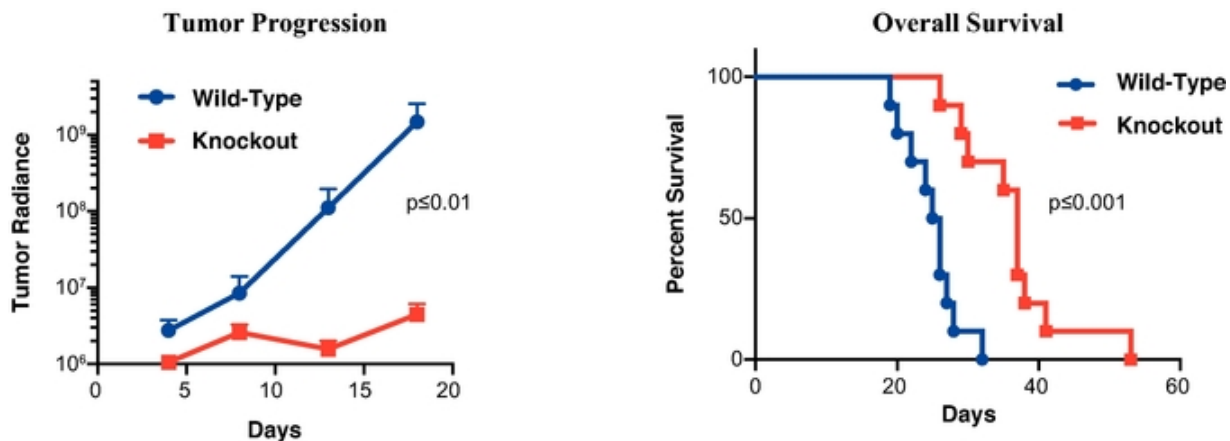 Tumor Progression
Wild-Type
Knockout
10⁹
10⁸
10⁷
10⁶
p≤0.01
Tumor Radiance
0 5 10 15 20
Days
Overall Survival
Wild-Type
Knockout
100
50
0
p≤0.001
Percent Survival
0 20 40 60
Days